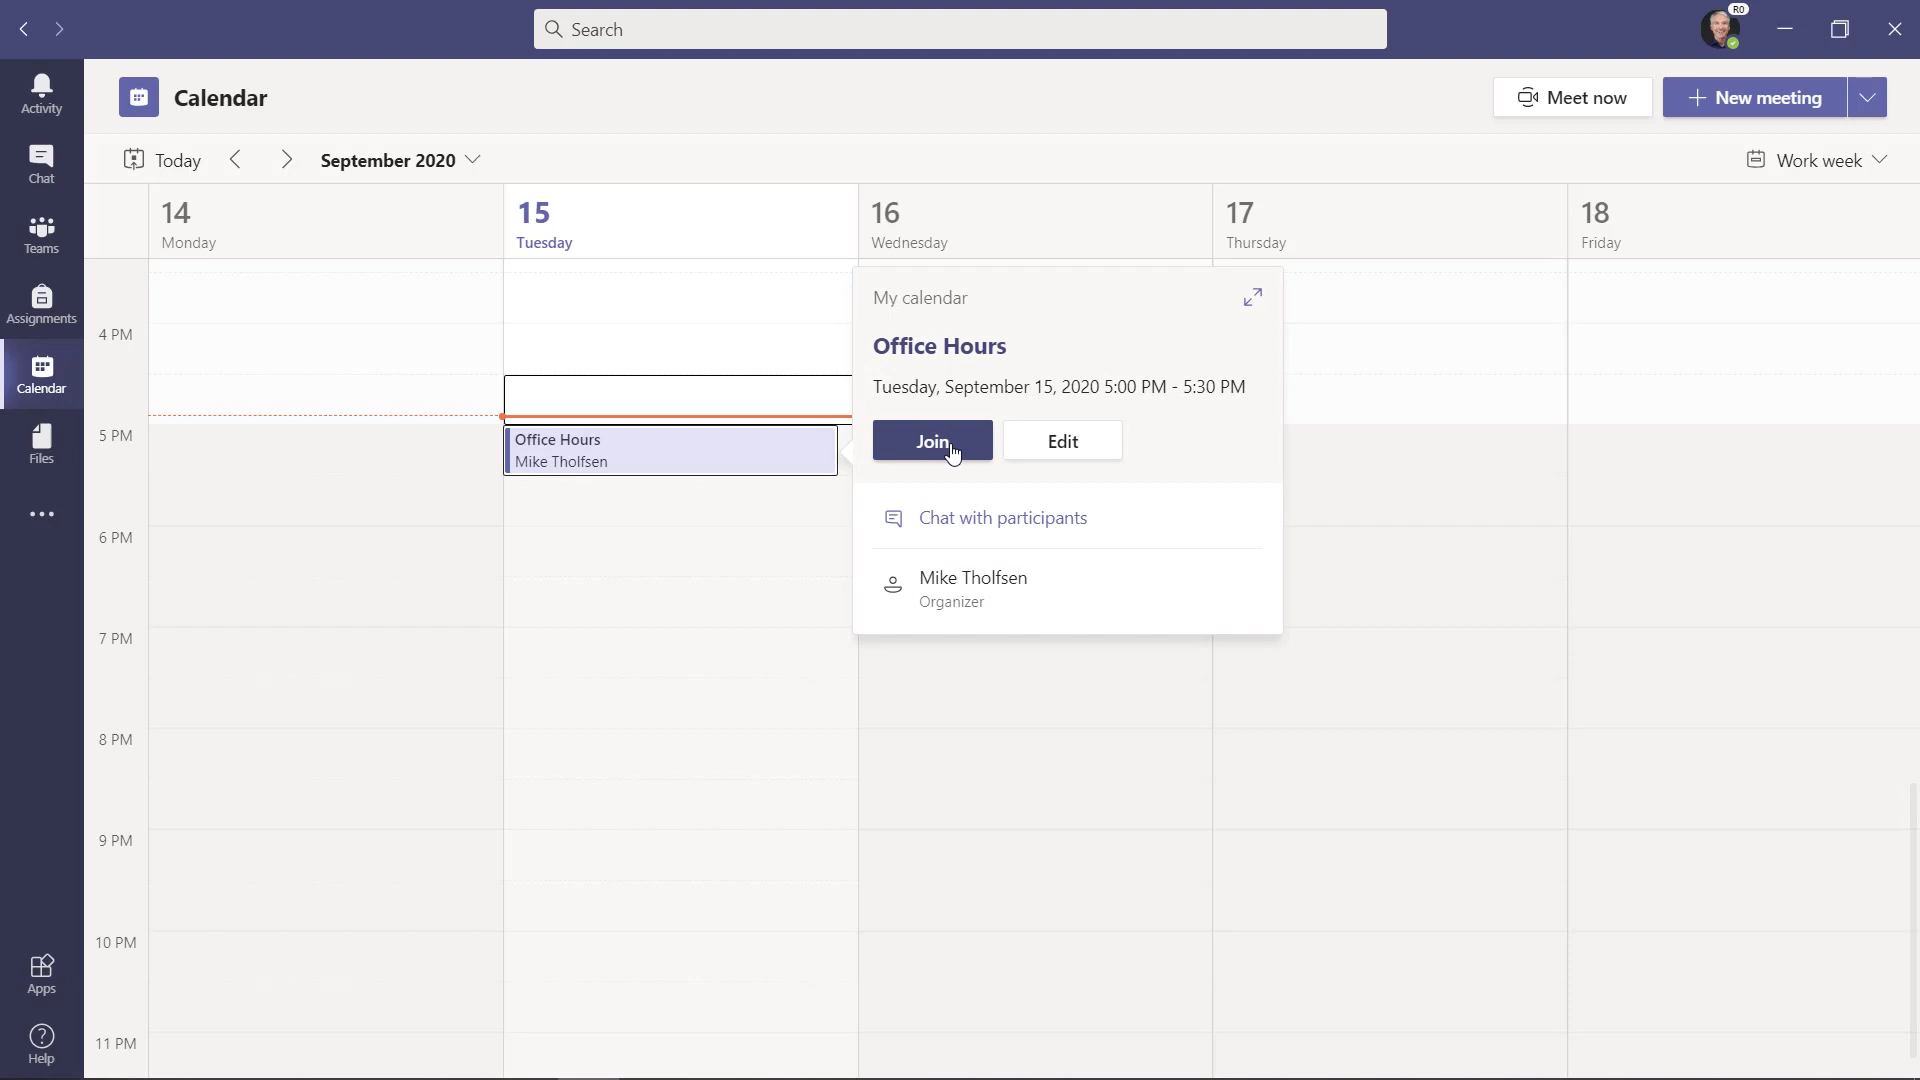 Search
R0
Activity
Chat
Teams
Assignments
Calendar
Files
Apps
Help
Calendar
Meet now
New meeting
Today
September 2020
Work week
14
Monday
15
Tuesday
16
Wednesday
17
Thursday
18
Friday
4 PM
5 PM
6 PM
7 PM
8 PM
9 PM
10 PM
11 PM
Office Hours
Mike Tholfsen
My calendar
Office Hours
Tuesday, September 15, 2020 5:00 PM - 5:30 PM
Join
Edit
Chat with participants
Mike Tholfsen
Organizer